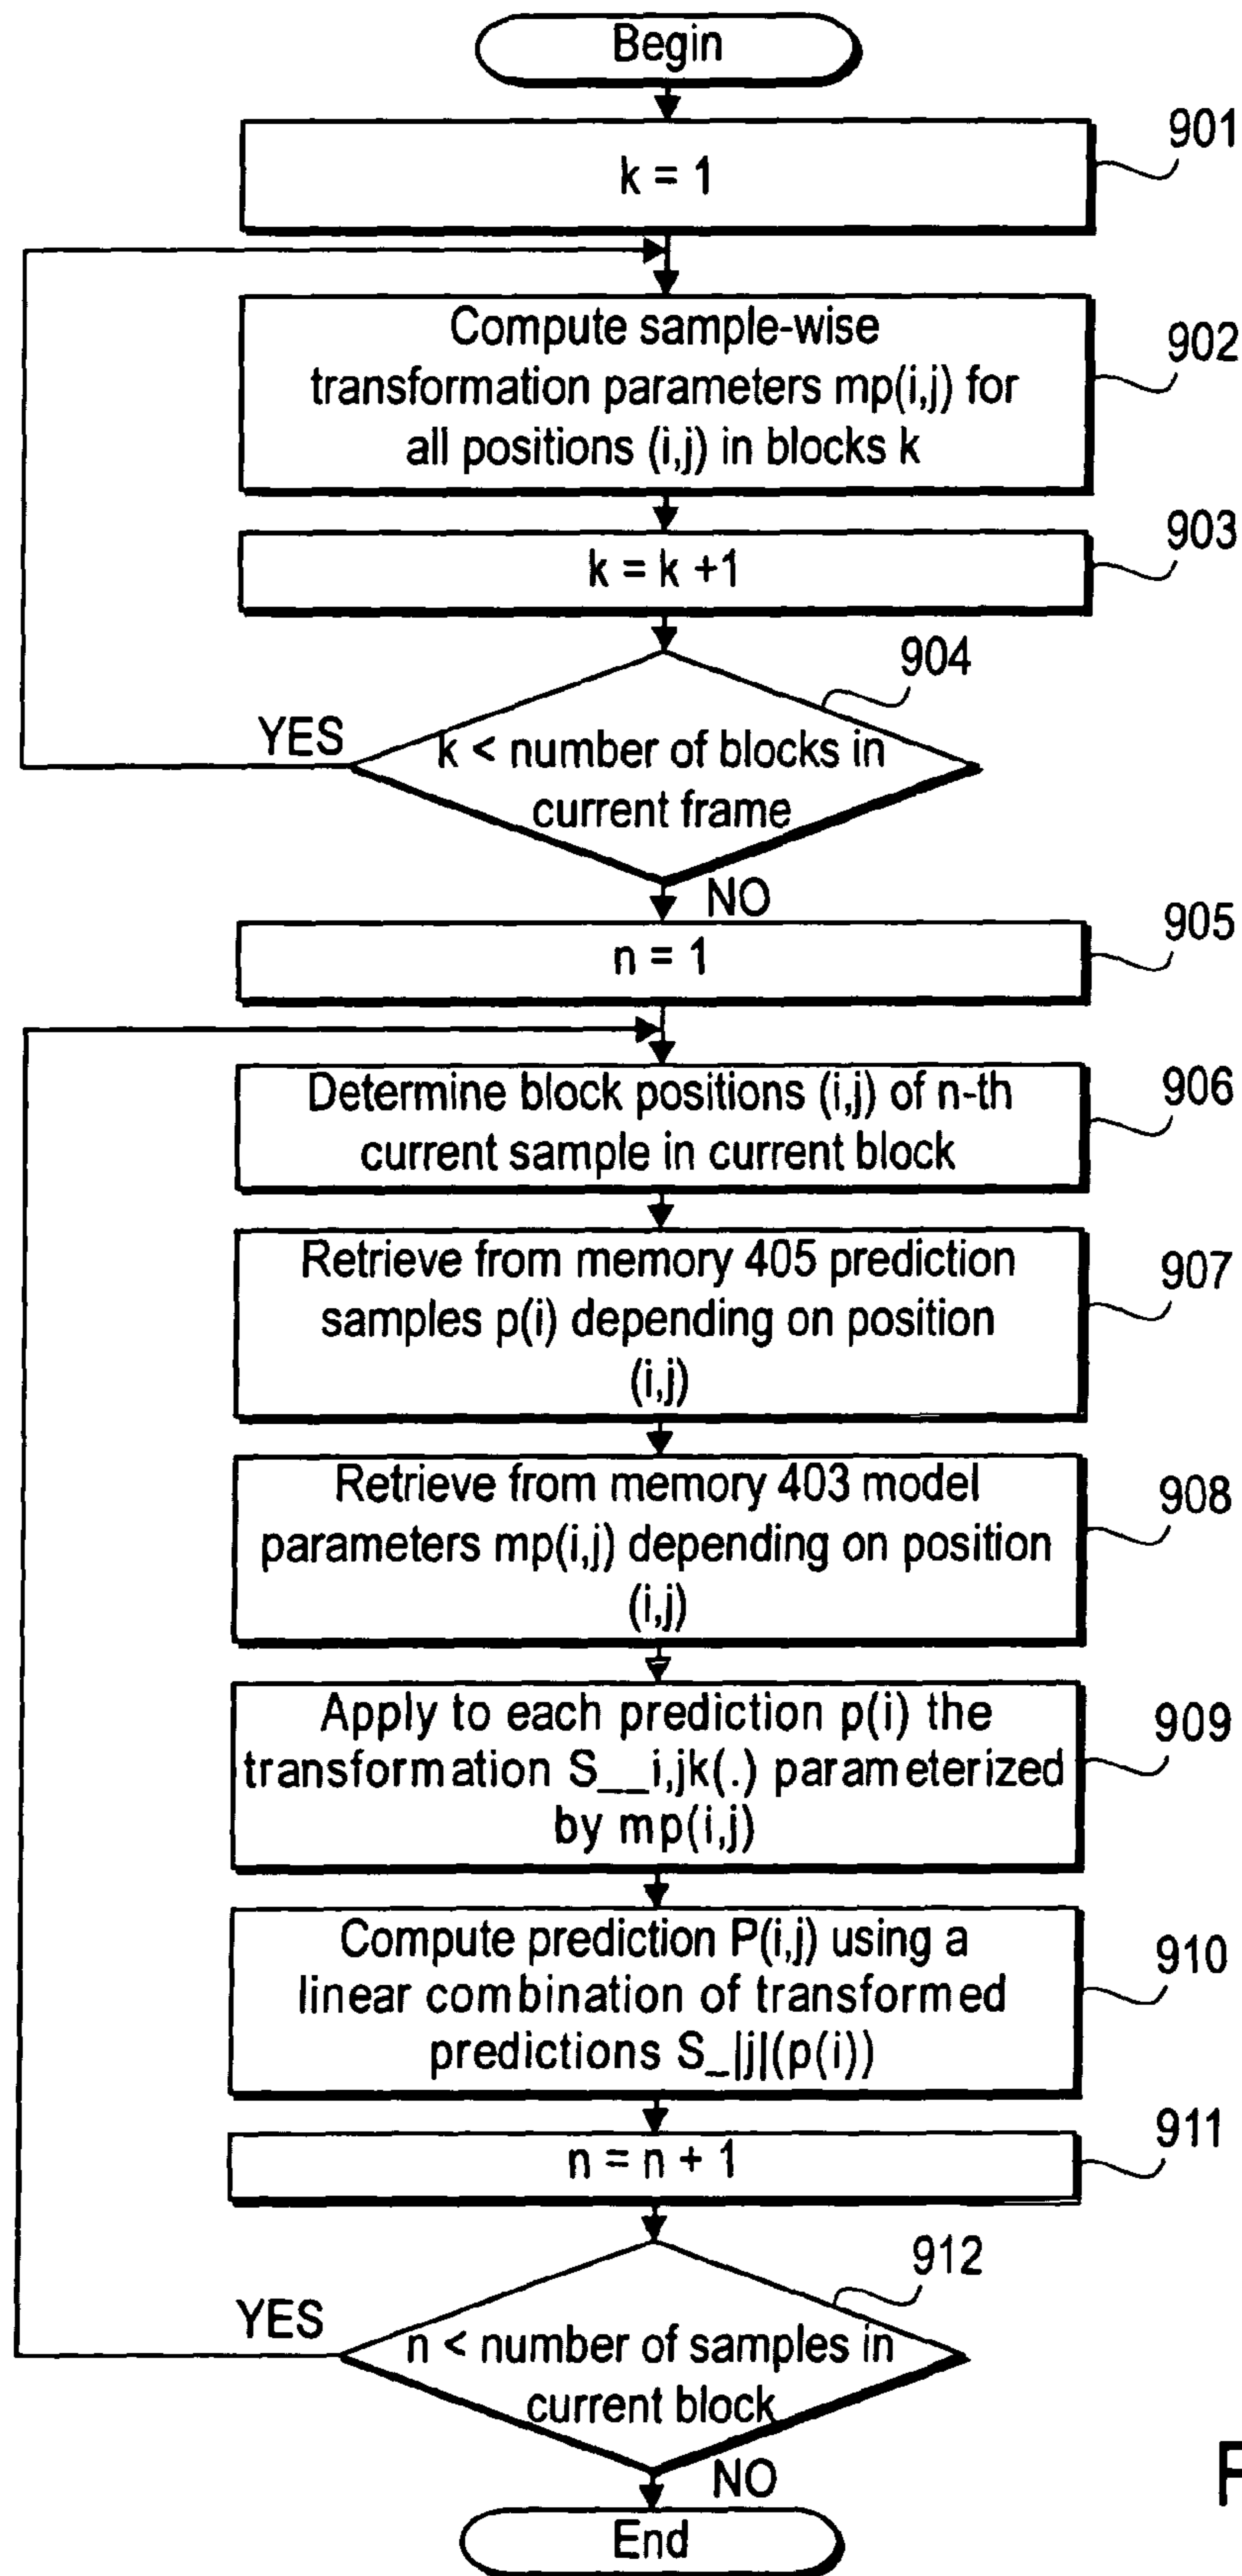 Begin
901
k = 1
Compute sample-wise
902
transformation parameters mp(i,j) for
all positions (i,j) in blocks k
903
k = k +1
904
YES
k < number of blocks in
current frame
NO
905
n = 1
Determine block positions (i,j) of n-th
906
current sample in current block
Retrieve from memory 405 prediction
907
samples p(i) depending on position
(i,j)
Retrieve from memory 403 model
908
parameters mp(i,j) depending on position
(i,j)
Apply to each prediction p(i) the
909
transformation S__i,jk(.) parameterized
by mp(i,j)
Compute prediction P(i,j) using a
910
linear combination of transformed
predictions S_|j|(p(i))
911
n = n + 1
912
YES
n < number of samples in
current block
NO
End